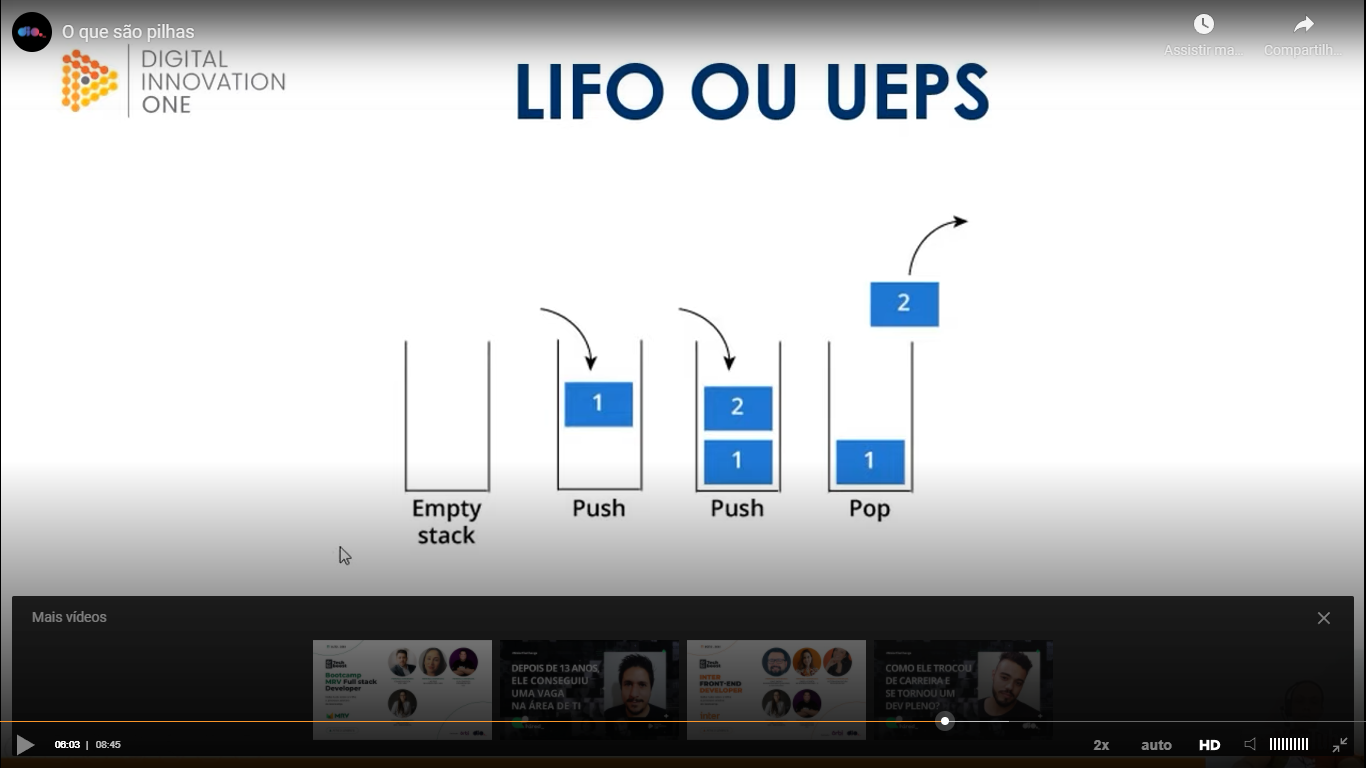 O que são pilhas
Assistir ma...
Compartilh...
DIGITAL
INNOVATION
ONE
LIFO OU UEPS
2
1
2
1
1
Empty
stack
Push
Push
Pop
Mais vídeos
Bootcamp
MRV Full stack
Developer
MRV
DEPOIS DE 13 ANOS,
ELE CONSEGUIU
UMA VAGA
NA ÁREA DE TI
INTER
FRONT-END
DEVELOPER
inter
COMO ELE TROCOU
DE CARREIRA E
SE TORNOU UM
DEV PLENO?
06:03 | 08:45
2x
auto
HD